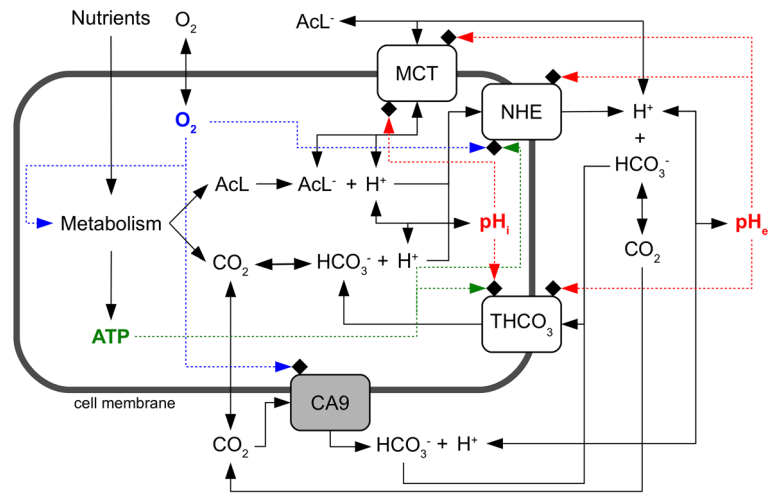 Nutrients
O₂
AcL⁻
MCT
NHE
H⁺
+
O₂
HCO₃⁻
AcL
AcL⁻ + H⁺
Metabolism
pHᵢ
pHₑ
CO₂
HCO₃⁻ + H⁺
CO₂
ATP
THCO₃
cell membrane
CA9
CO₂
HCO₃⁻ + H⁺